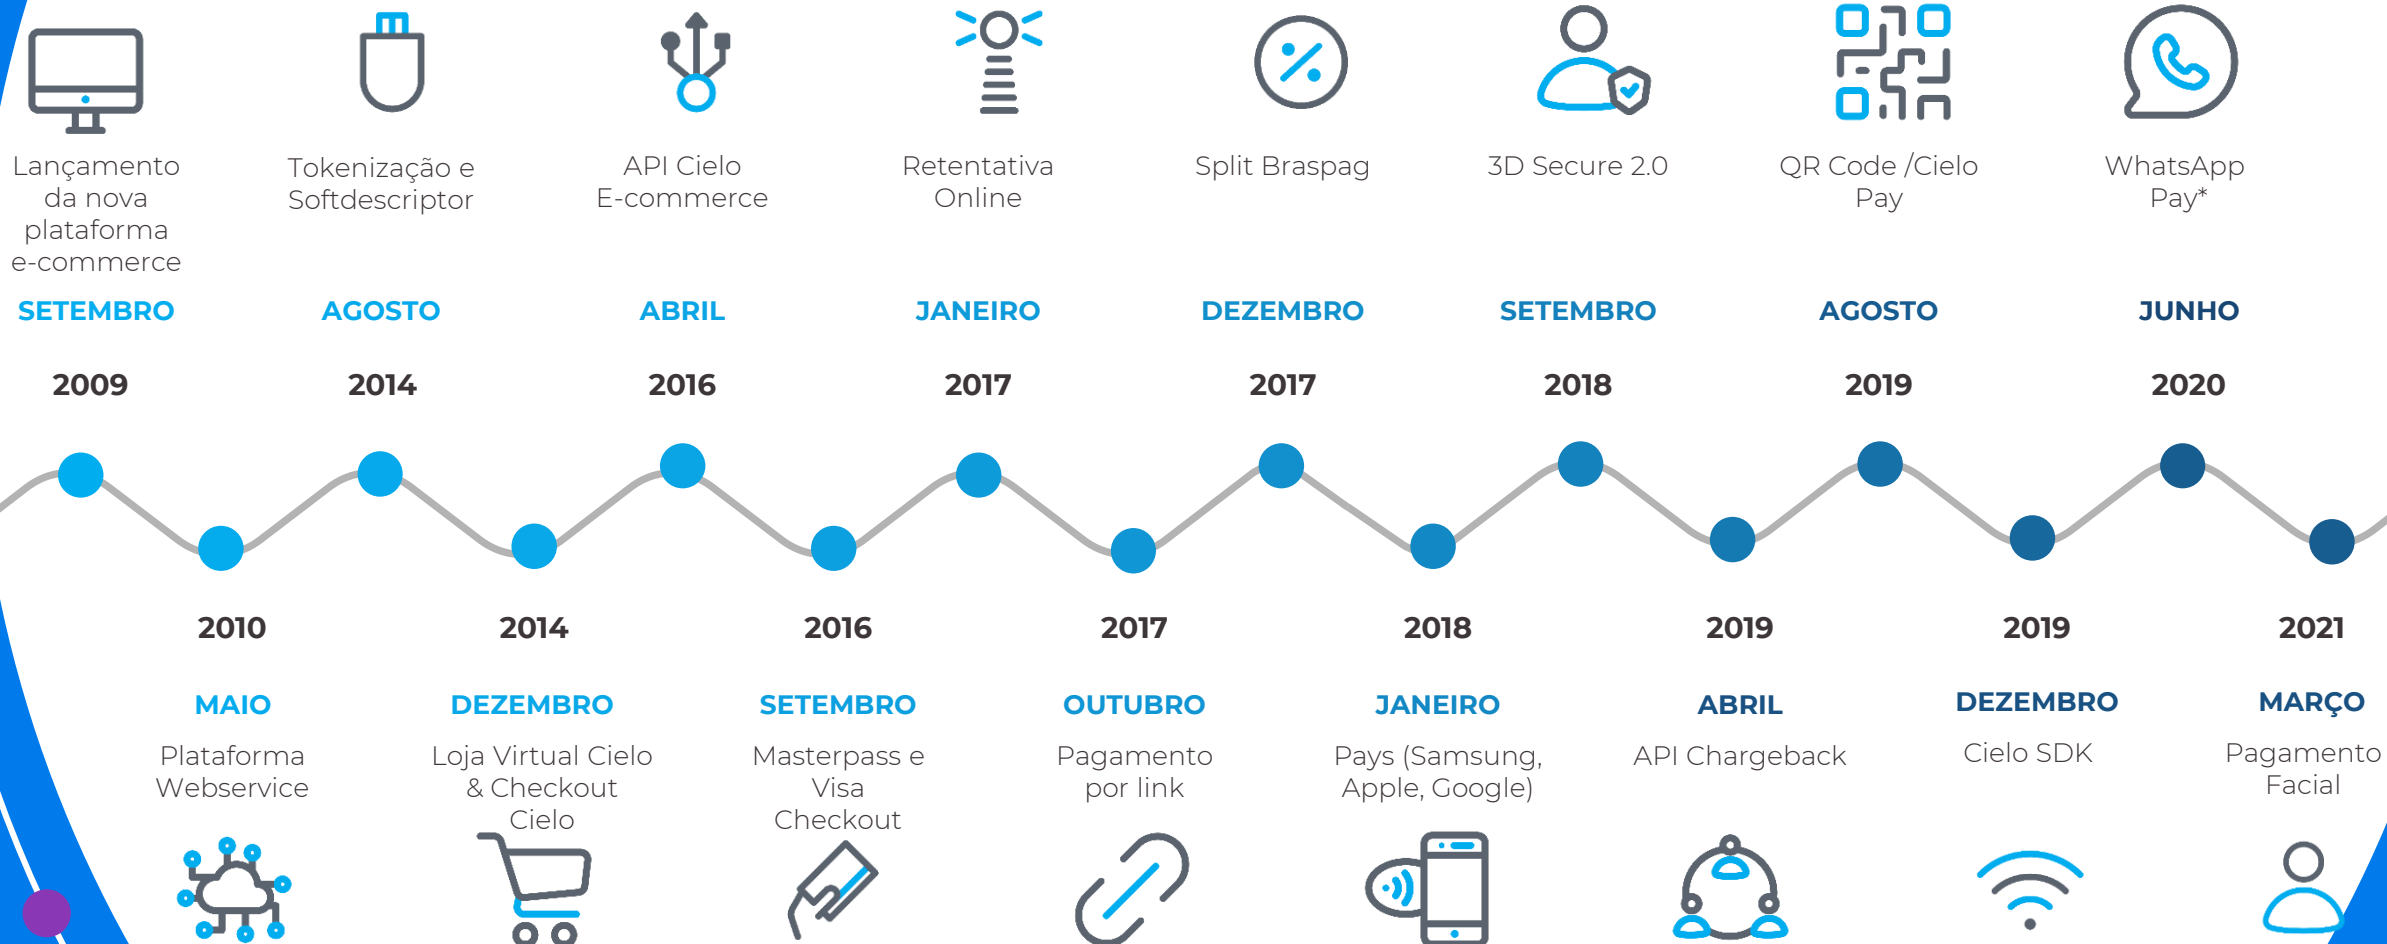 Lançamento
da nova
plataforma
e-commerce
SETEMBRO
2009
Tokenização e
Softdescriptor
AGOSTO
2014
API Cielo
E-commerce
ABRIL
2016
Retentativa
Online
JANEIRO
2017
Split Braspag
DEZEMBRO
2017
3D Secure 2.0
SETEMBRO
2018
QR Code /Cielo
Pay
AGOSTO
2019
WhatsApp
Pay*
JUNHO
2020
2010
MAIO
Plataforma
Webservice
2014
DEZEMBRO
Loja Virtual Cielo
& Checkout
Cielo
2016
SETEMBRO
Masterpass e
Visa
Checkout
2017
OUTUBRO
Pagamento
por link
2018
JANEIRO
Pays (Samsung,
Apple, Google)
2019
ABRIL
API Chargeback
2019
DEZEMBRO
Cielo SDK
2021
MARÇO
Pagamento
Facial